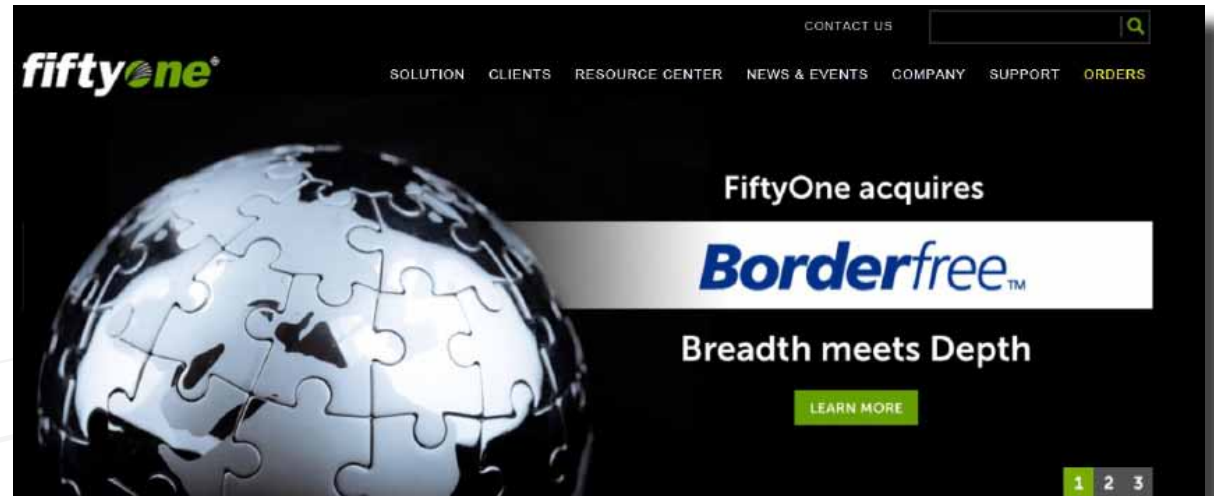 CONTACT US
fiftyone®
SOLUTION CLIENTS RESOURCE CENTER NEWS & EVENTS COMPANY SUPPORT ORDERS
FiftyOne acquires
Borderfree™
Breadth meets Depth
LEARN MORE
1 2 3